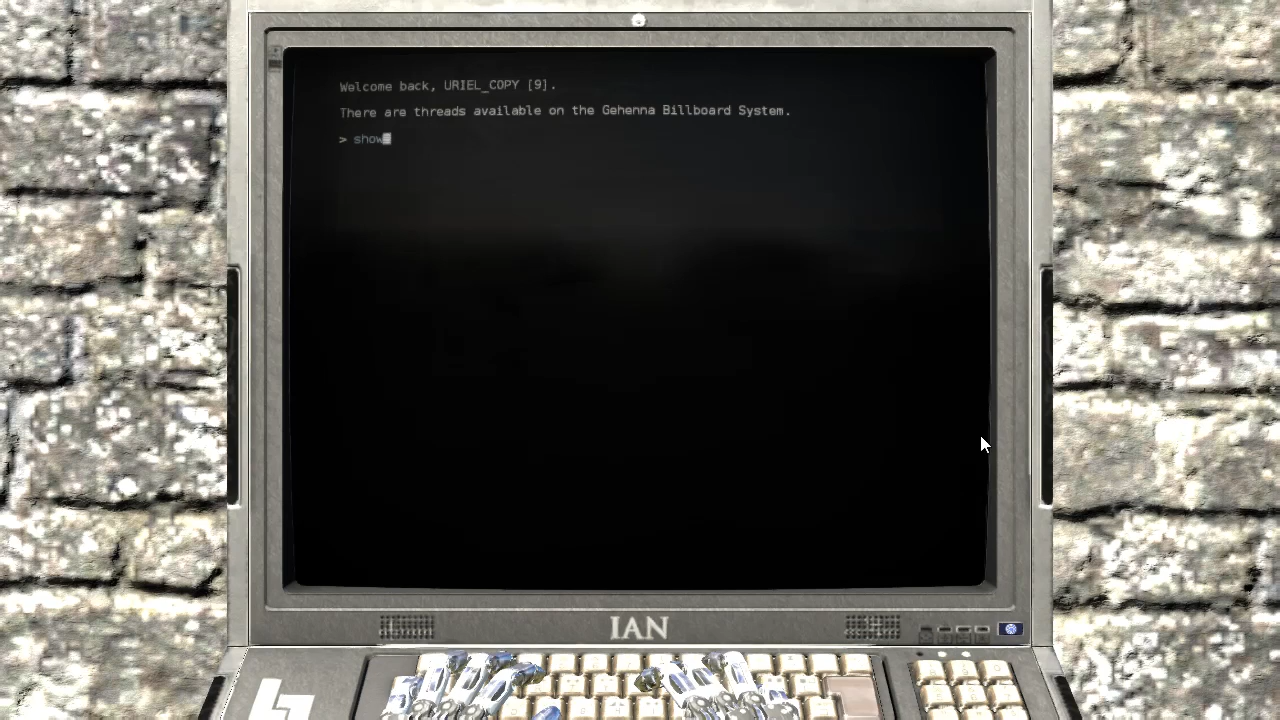 Welcome back, URIEL_COPY [9].
There are threads available on the Gehenna Billboard System.
> show
IAN